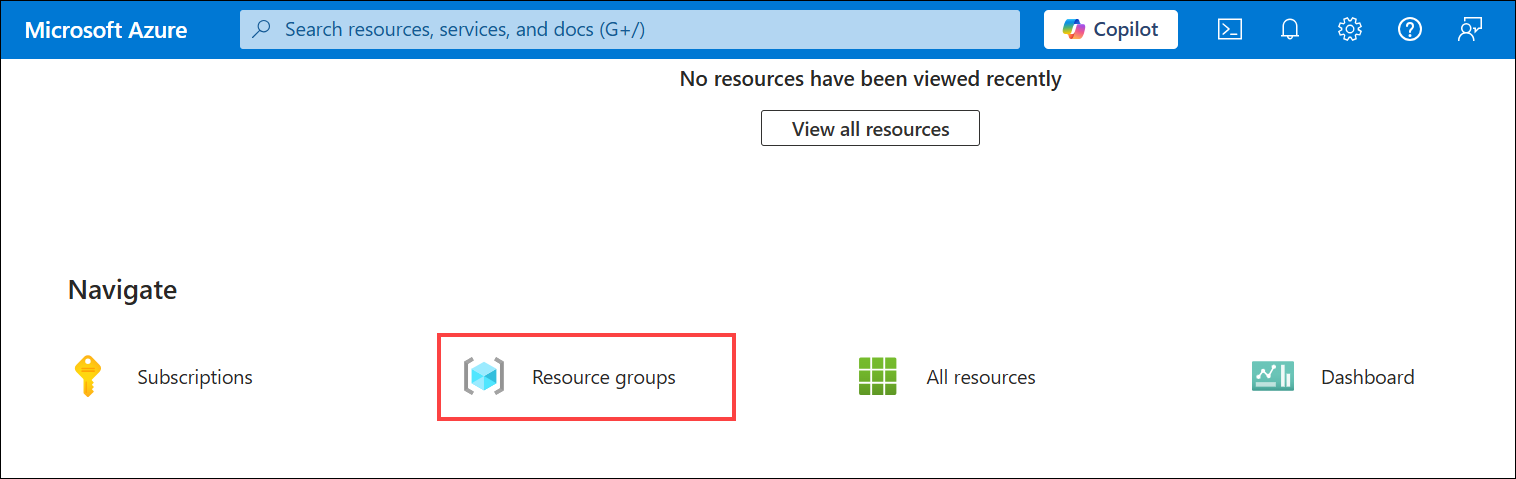 Microsoft Azure
Search resources, services, and docs (G+/)
Copilot
No resources have been viewed recently
View all resources
Navigate
Subscriptions
Resource groups
All resources
Dashboard